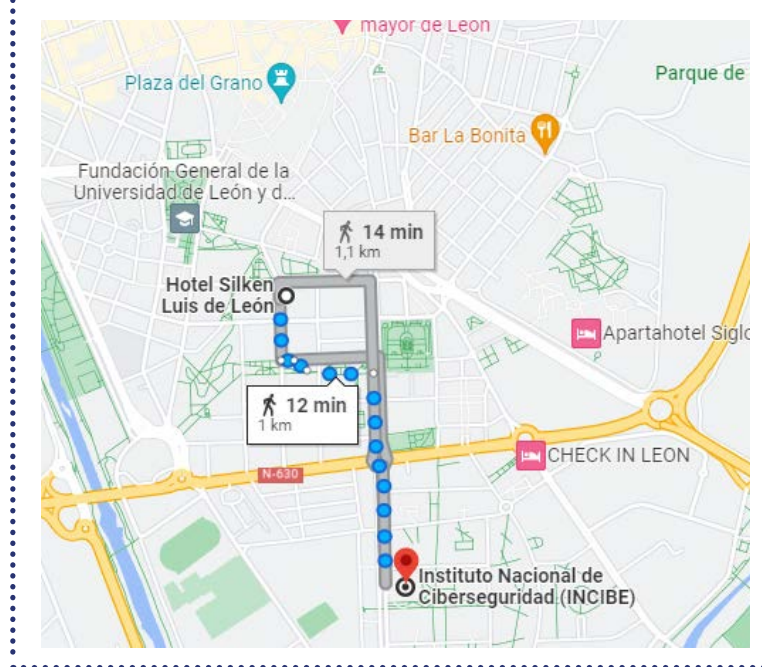 mayor de León
Plaza del Grano
Parque de
Bar La Bonita
Fundación General de la
Universidad de León y d...
14 min
1,1 km
Hotel Silken
Luis de León
Apartahotel Siglo
12 min
1 km
CHECK IN LEON
N-630
Instituto Nacional de
Ciberseguridad (INCIBE)